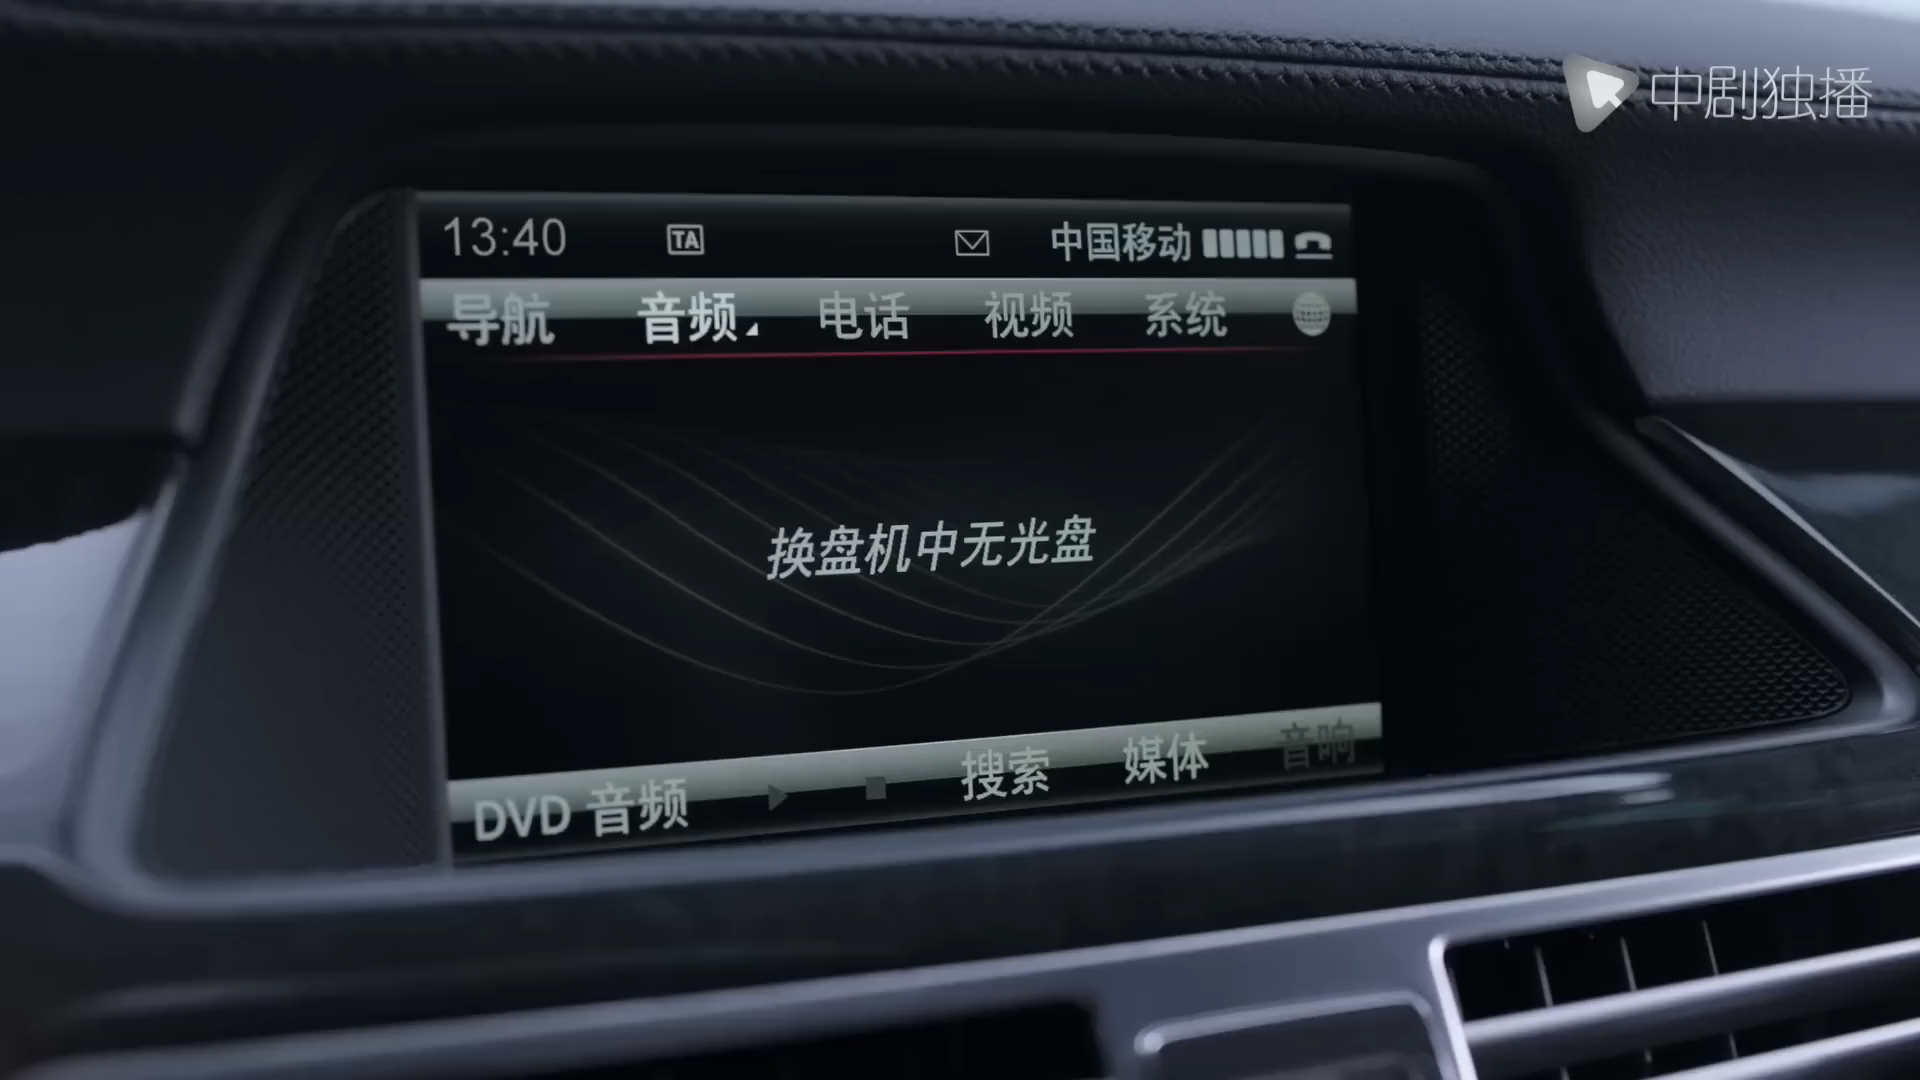 中剧独播
13:40 TA 中国移动
导航 音频 电话 视频 系统
换盘机中无光盘
DVD 音频 搜索 媒体 音响